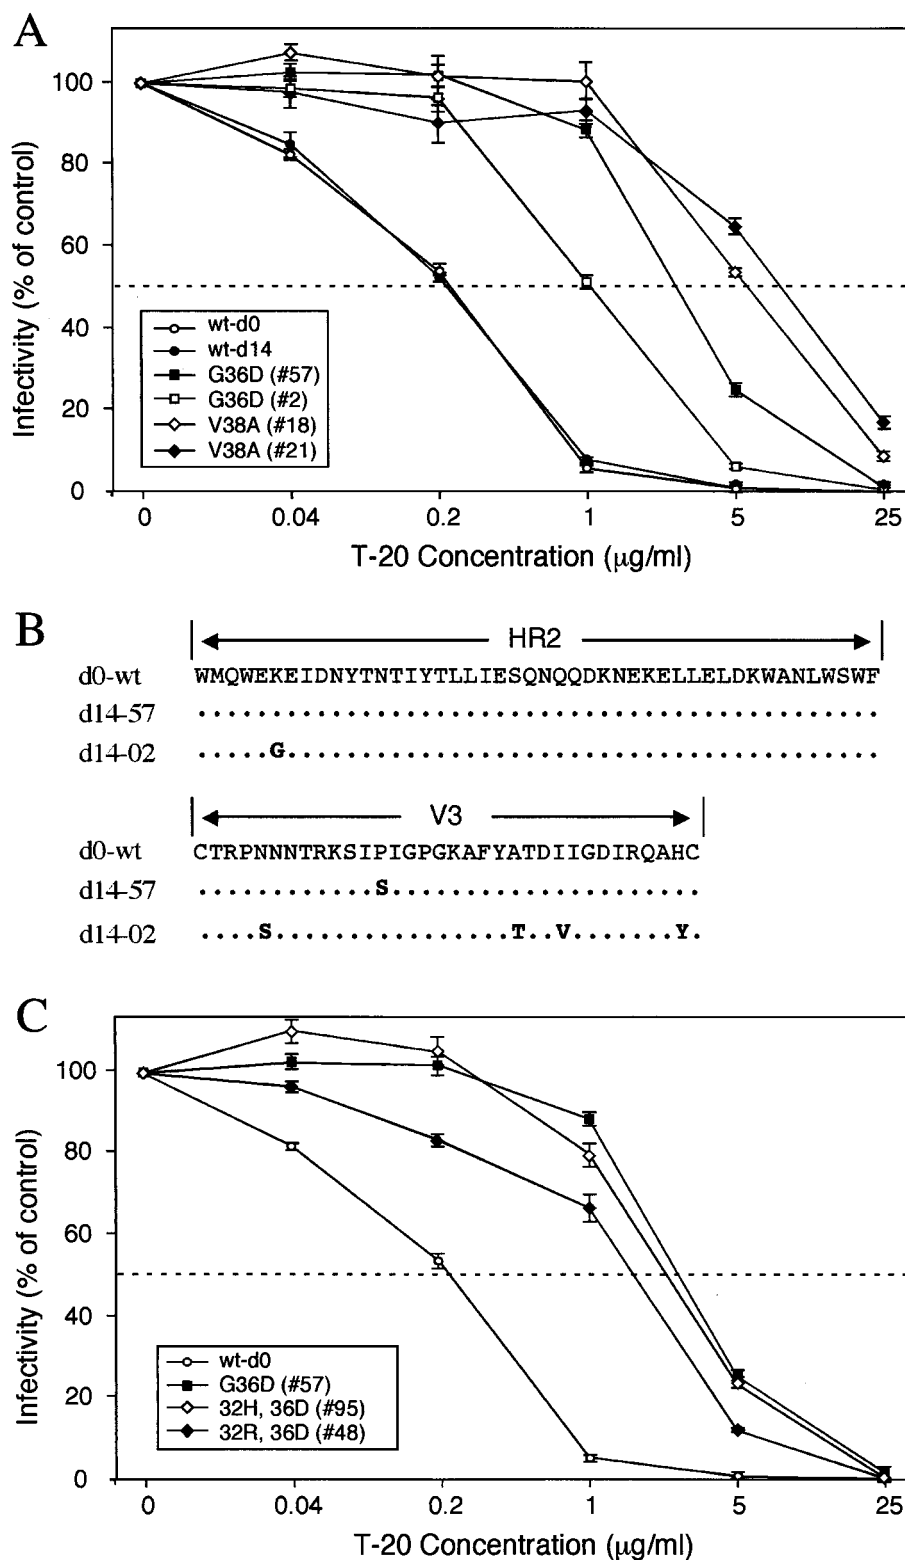 A
Infectivity (% of control)
100
80
60
40
20
0
wt-d0
wt-d14
G36D (#57)
G36D (#2)
V38A (#18)
V38A (#21)
0 0.04 0.2 1 5 25
T-20 Concentration (μg/ml)
B
HR2
d0-wt WMQWEKEIDNYTNTIYTLLIESQNQQDKNEKELLELDKWANLWSWF
d14-57 ..............................................
d14-02 .....G........................................
V3
d0-wt CTRPNNNTRKSIPIGPGKAFYATDIIGDIRQAHC
d14-57 ............S.....................
d14-02 ....S................T..V.......Y.
C
Infectivity (% of control)
100
80
60
40
20
0
wt-d0
G36D (#57)
32H, 36D (#95)
32R, 36D (#48)
0 0.04 0.2 1 5 25
T-20 Concentration (μg/ml)